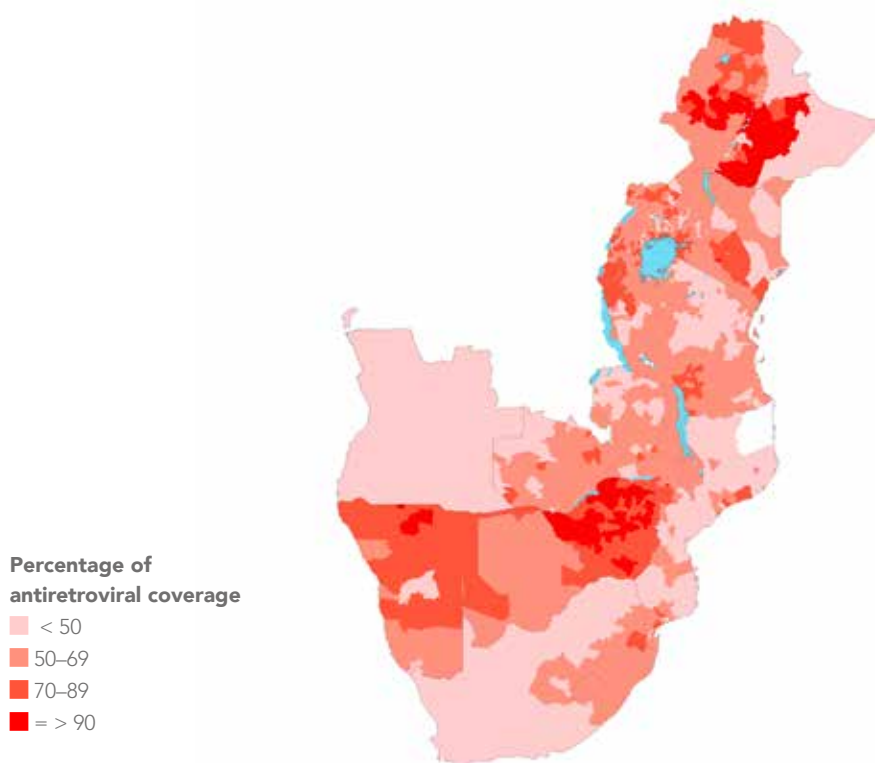 Percentage of
antiretroviral coverage
< 50
50–69
70–89
= > 90